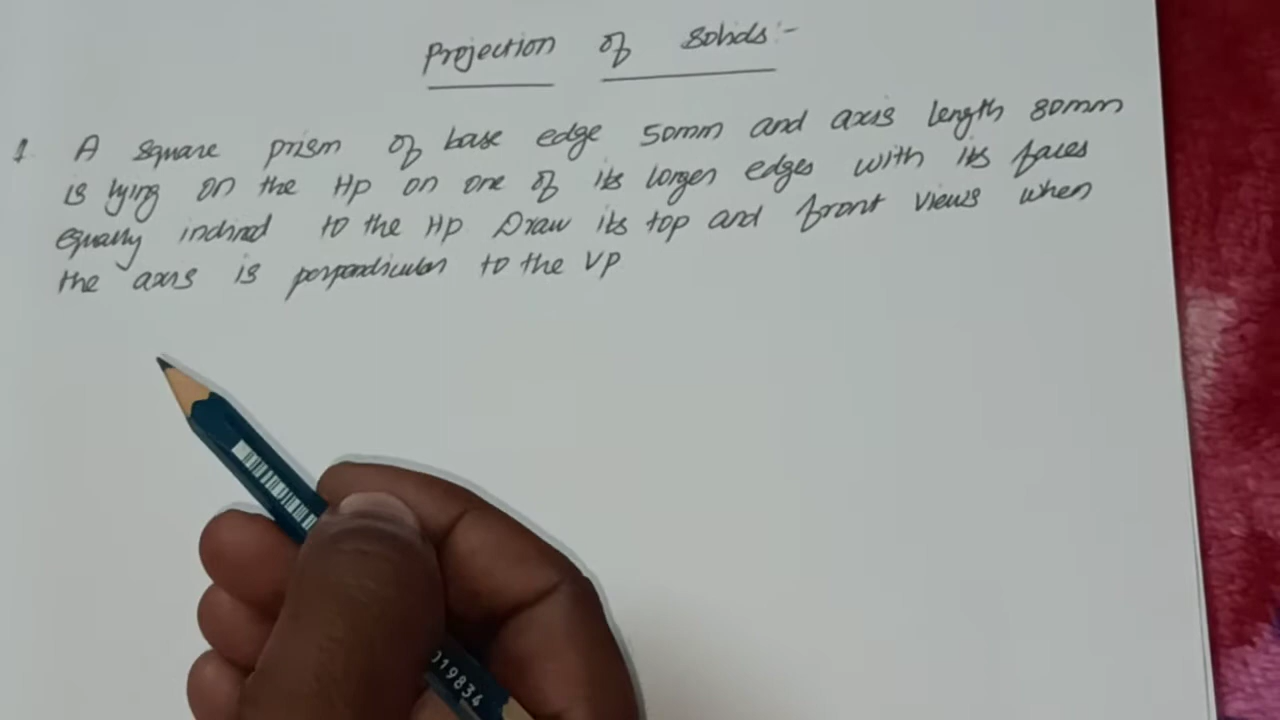 Projection of Solids:-
1. A square prism of base edge 50mm and axis length 80mm
is lying on the HP on one of its longer edges with its faces
equally inclined to the HP Draw its top and front views when
the axis is perpendicular to the VP
019834